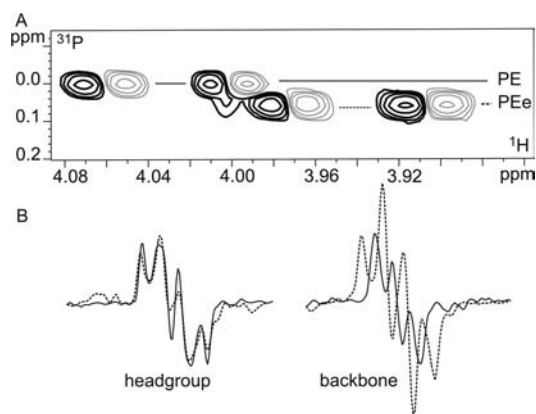 A
ppm
31P
0.0
0.1
0.2
PE
PEe
1H
4.08
4.04
4.00
3.96
3.92
ppm
B
headgroup
backbone